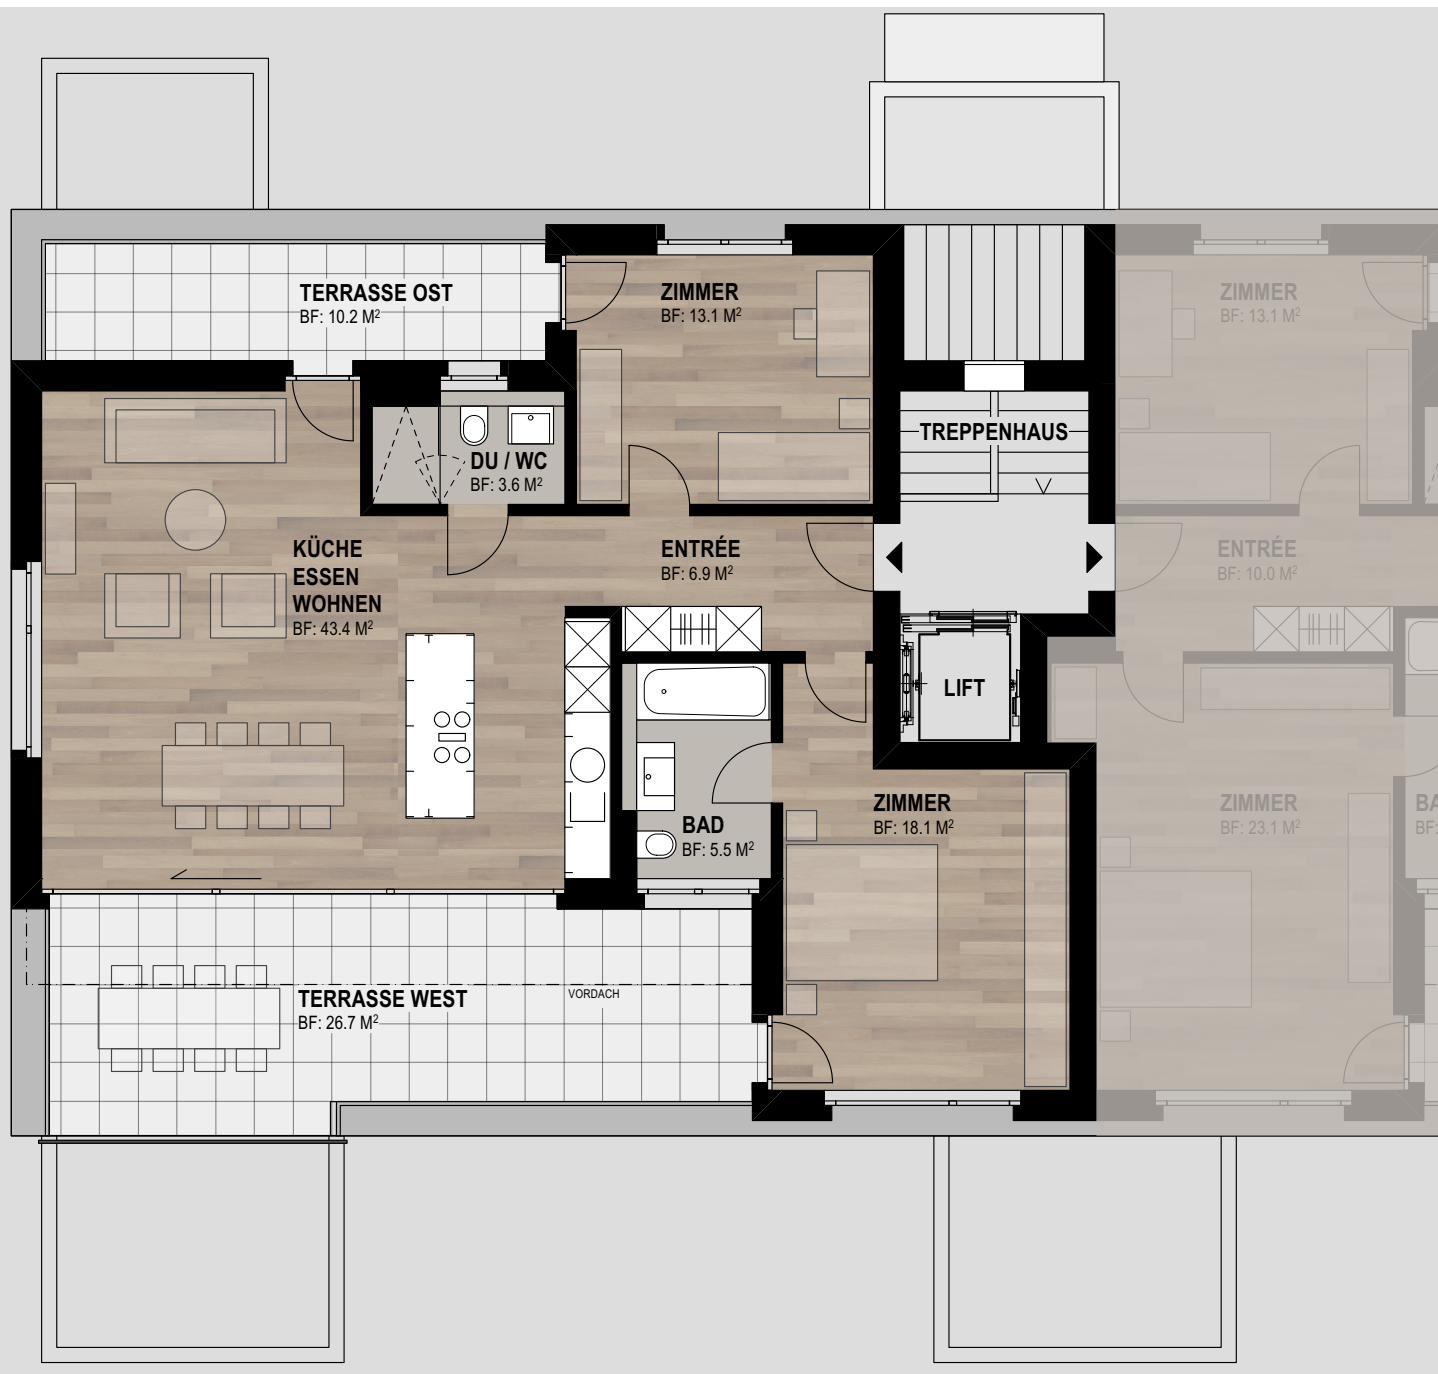 TERRASSE OST
BF: 10.2 M²
ZIMMER
BF: 13.1 M²
ZIMMER
BF: 13.1 M²
TREPPENHAUS
DU / WC
BF: 3.6 M²
KÜCHE
ESSEN
WOHNEN
BF: 43.4 M²
ENTRÉE
BF: 6.9 M²
ENTRÉE
BF: 10.0 M²
LIFT
BAD
BF: 5.5 M²
ZIMMER
BF: 18.1 M²
ZIMMER
BF: 23.1 M²
BA
BF:
TERRASSE WEST
BF: 26.7 M²
VORDACH